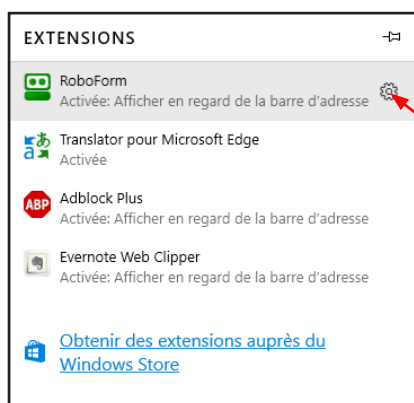 EXTENSIONS
RoboForm
Activée: Afficher en regard de la barre d'adresse
Translator pour Microsoft Edge
Activée
ABP
Adblock Plus
Activée: Afficher en regard de la barre d'adresse
Evernote Web Clipper
Activée: Afficher en regard de la barre d'adresse
Obtenir des extensions auprès du
Windows Store